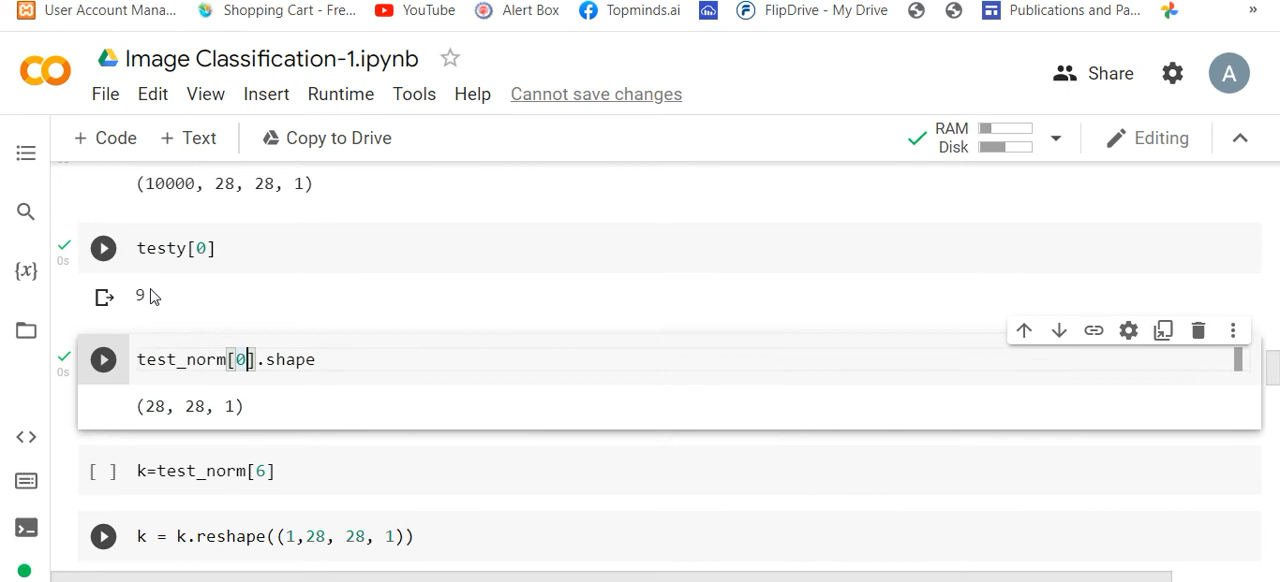 User Account Mana... Shopping Cart - Fre... YouTube Alert Box Topminds.ai FlipDrive - My Drive Publications and Pa... »
CO Image Classification-1.ipynb
Share A
File Edit View Insert Runtime Tools Help Cannot save changes
+ Code + Text Copy to Drive RAM Disk Editing
(10000, 28, 28, 1)
testy[0]
0s
9
{x}
test_norm[0].shape
0s
(28, 28, 1)
[ ] k=test_norm[6]
k = k.reshape((1,28, 28, 1))